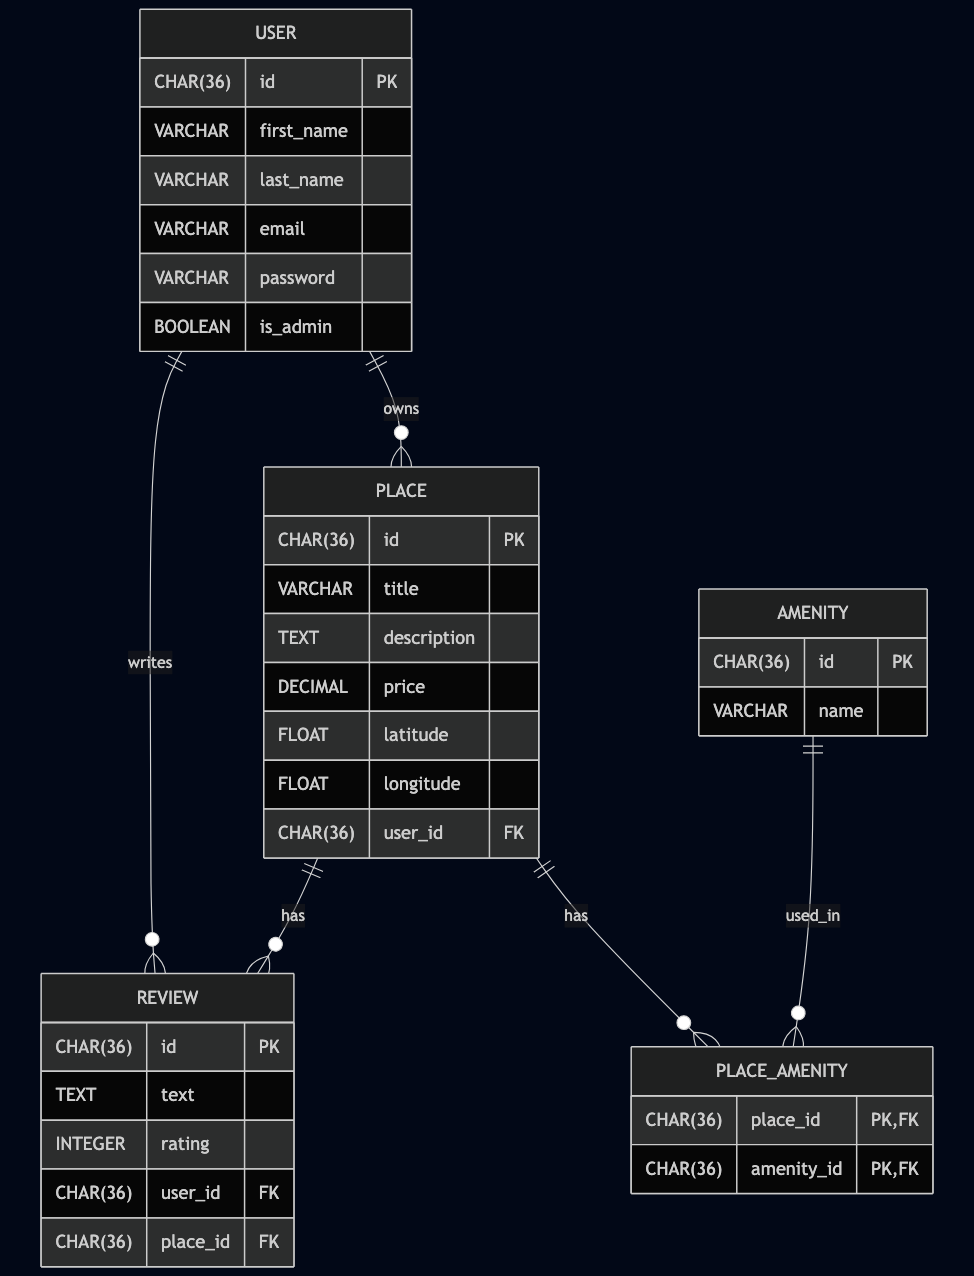 USER
CHAR(36) id PK
VARCHAR first_name
VARCHAR last_name
VARCHAR email
VARCHAR password
BOOLEAN is_admin
owns
PLACE
CHAR(36) id PK
VARCHAR title
TEXT description
DECIMAL price
FLOAT latitude
FLOAT longitude
CHAR(36) user_id FK
AMENITY
CHAR(36) id PK
VARCHAR name
writes
has
has
used_in
REVIEW
CHAR(36) id PK
TEXT text
INTEGER rating
CHAR(36) user_id FK
CHAR(36) place_id FK
PLACE_AMENITY
CHAR(36) place_id PK,FK
CHAR(36) amenity_id PK,FK